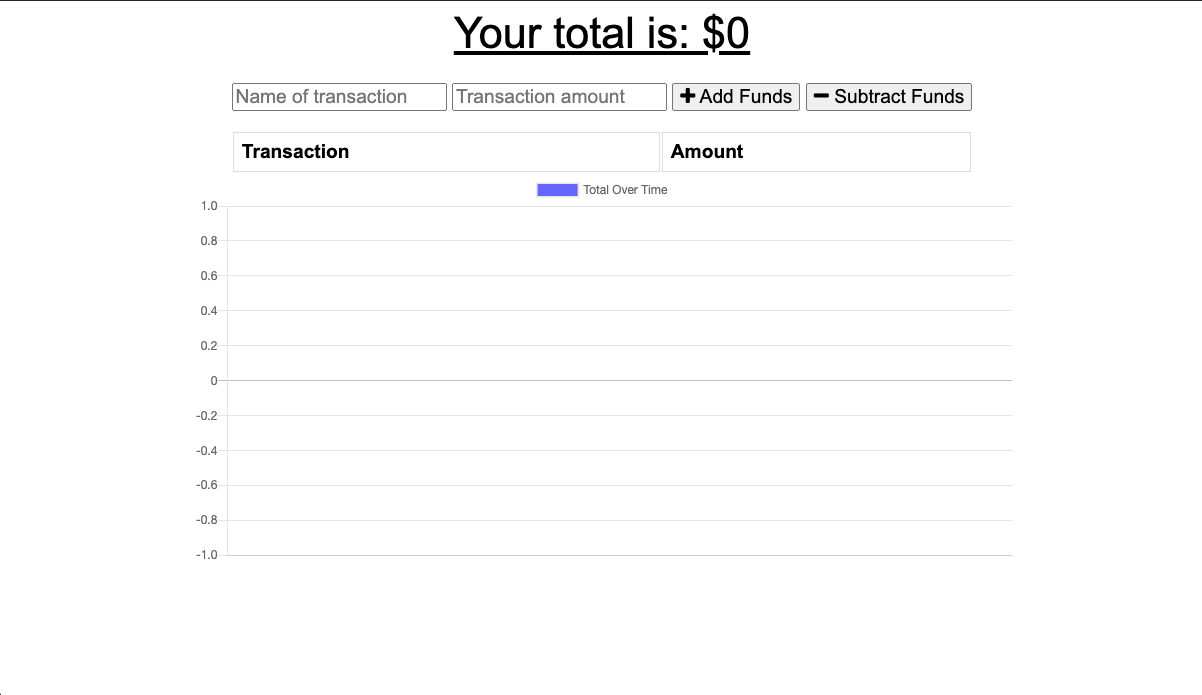 Your total is: $0
Name of transaction Transaction amount Add Funds Subtract Funds
Transaction Amount
Total Over Time
1.0
0.8
0.6
0.4
0.2
0
-0.2
-0.4
-0.6
-0.8
-1.0